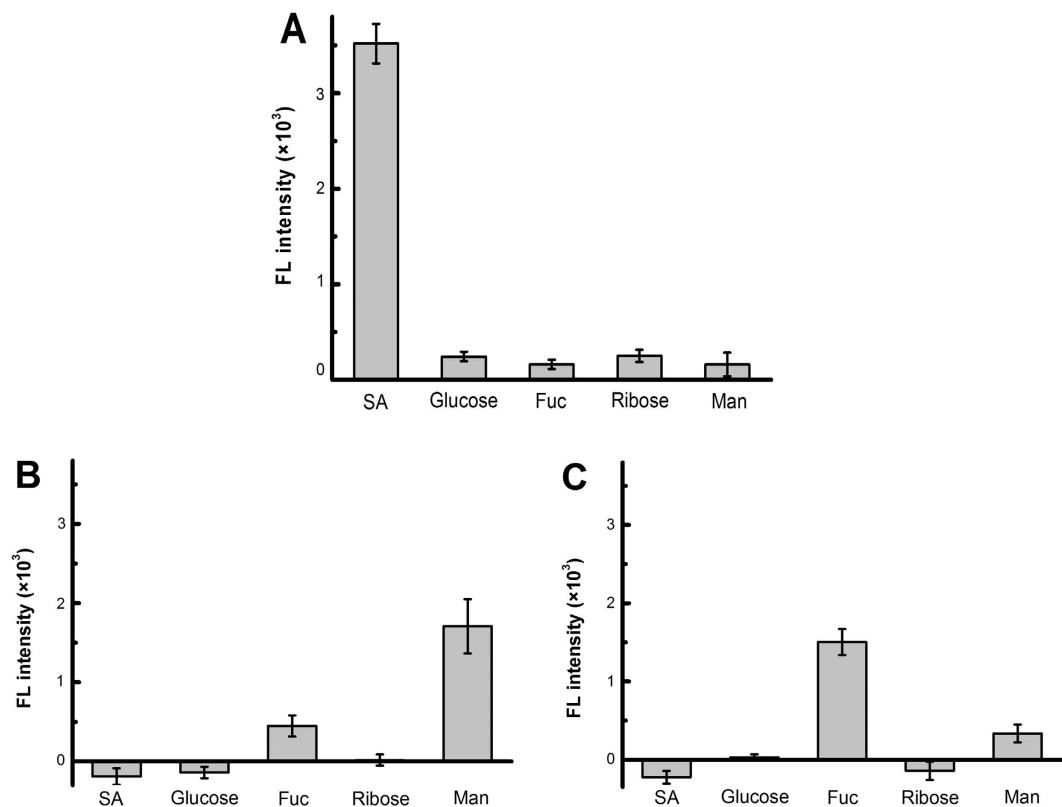 A
FL intensity (×10³)
3
2
1
0
SA Glucose Fuc Ribose Man
B
FL intensity (×10³)
3
2
1
0
SA Glucose Fuc Ribose Man
C
FL intensity (×10³)
3
2
1
0
SA Glucose Fuc Ribose Man